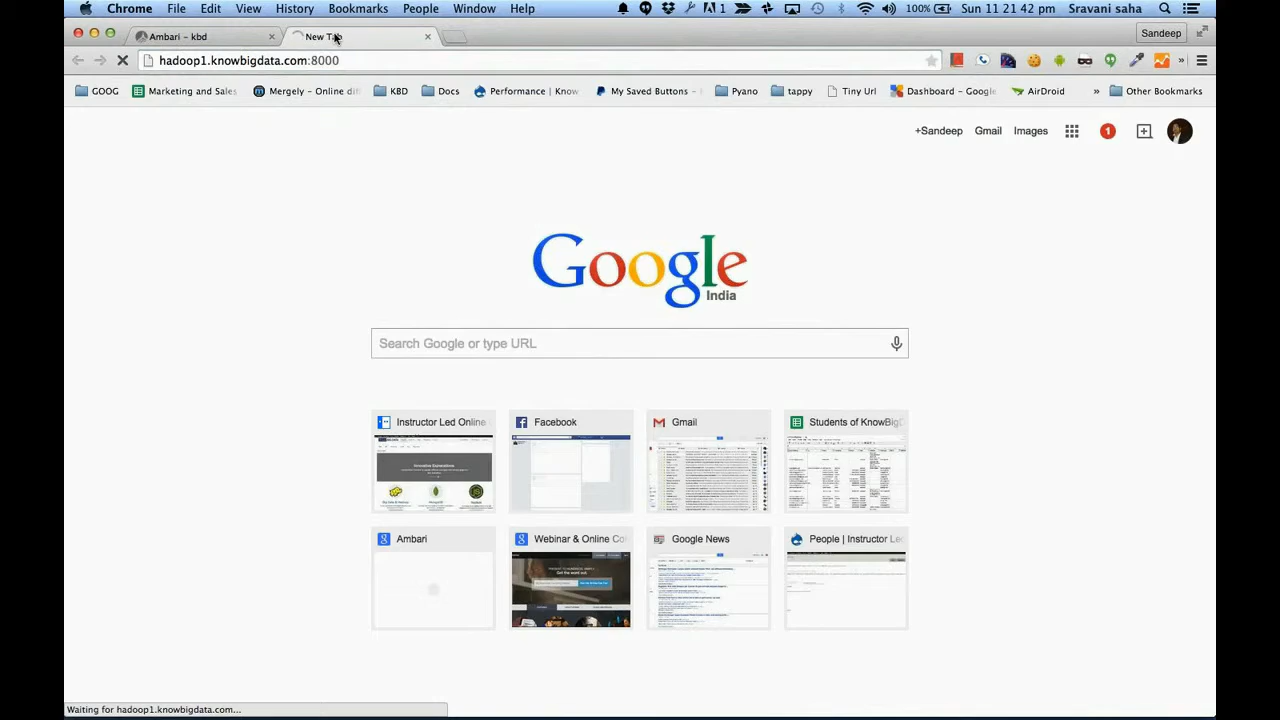 Chrome File Edit View History Bookmarks People Window Help 1 100% Sun 11 21 42 pm Sravani saha
Ambari - kbd New Tab Sandeep
hadoop1.knowbigdata.com:8000
GOOG Marketing and Sales Mergely - Online dif KBD Docs Performance | Know My Saved Buttons - Pyano tappy Tiny Url Dashboard - Google AirDroid » Other Bookmarks
+Sandeep Gmail Images 1
Google
India
Search Google or type URL
Instructor Led Online Facebook Gmail Students of KnowBigD
Ambari Webinar & Online Co Google News People | Instructor Le
Waiting for hadoop1.knowbigdata.com...